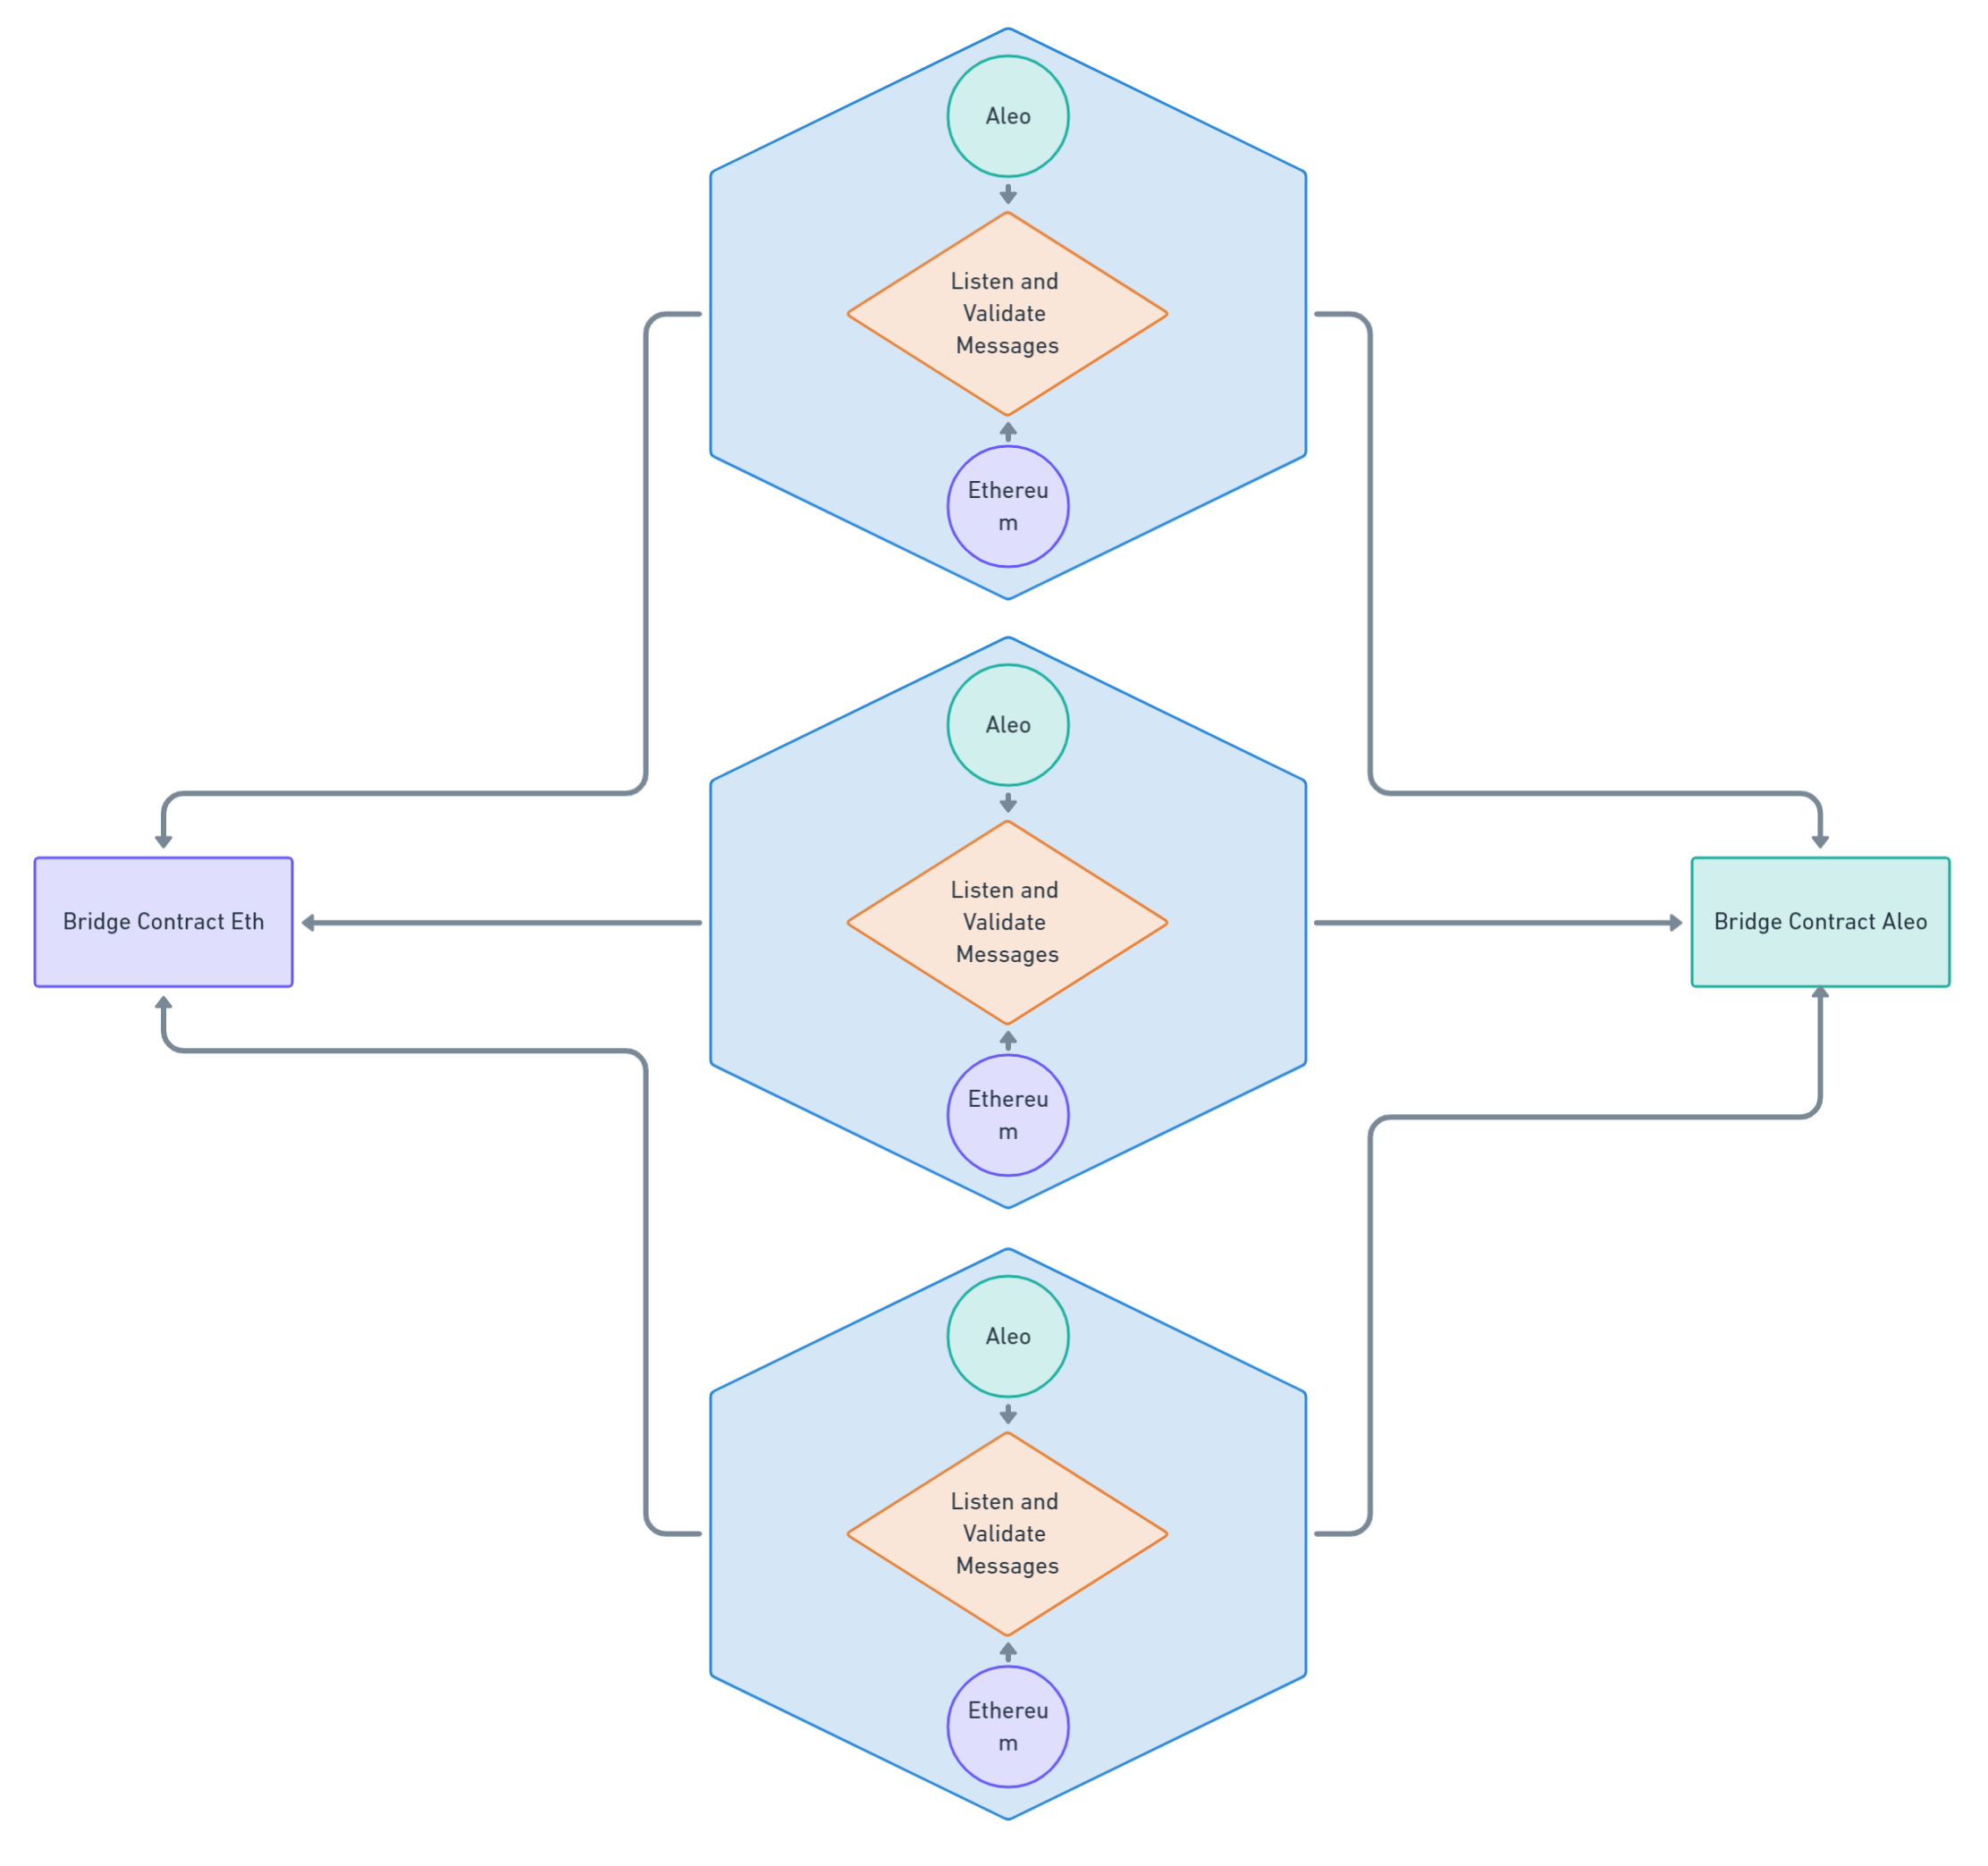 Aleo
Listen and
Validate
Messages
Ethereu
m
Aleo
Listen and
Validate
Messages
Ethereu
m
Bridge Contract Eth
Bridge Contract Aleo
Aleo
Listen and
Validate
Messages
Ethereu
m